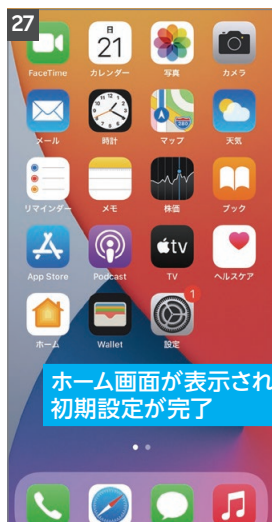 27
日
21
FaceTime カレンダー 写真 カメラ
メール 時計 マップ 天気
リマインダー メモ 株価 ブック
tv
App Store Podcast TV ヘルスケア
1
ホーム Wallet 設定
ホーム画面が表示され
初期設定が完了